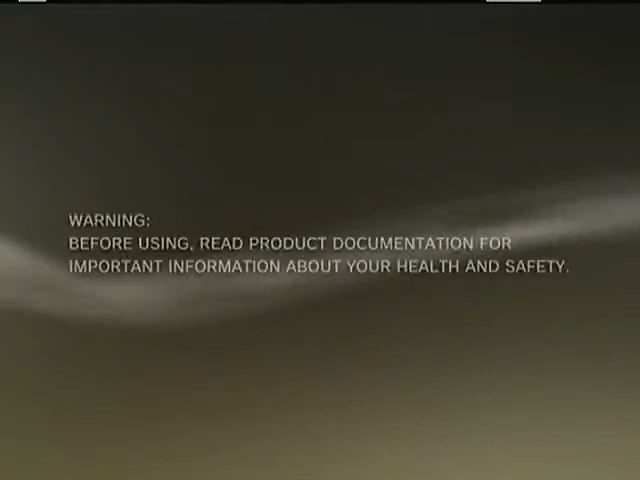 WARNING:
BEFORE USING, READ PRODUCT DOCUMENTATION FOR
IMPORTANT INFORMATION ABOUT YOUR HEALTH AND SAFETY.